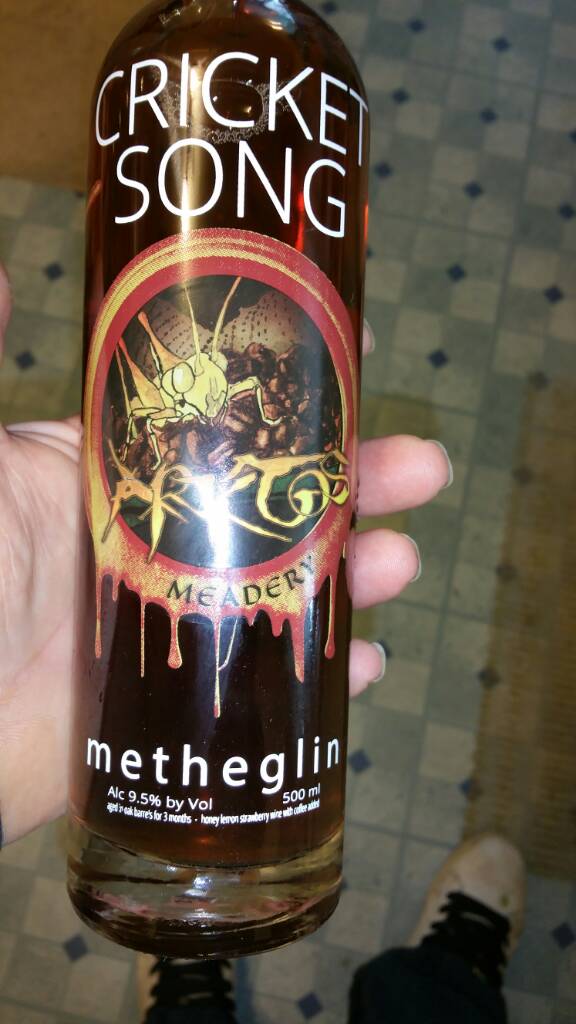 CRICKET
SONG
ARKTOS
MEADERY
metheglin
Alc 9.5% by Vol 500 ml
aged in oak barrels for 3 months - honey lemon strawberry wine with coffee added